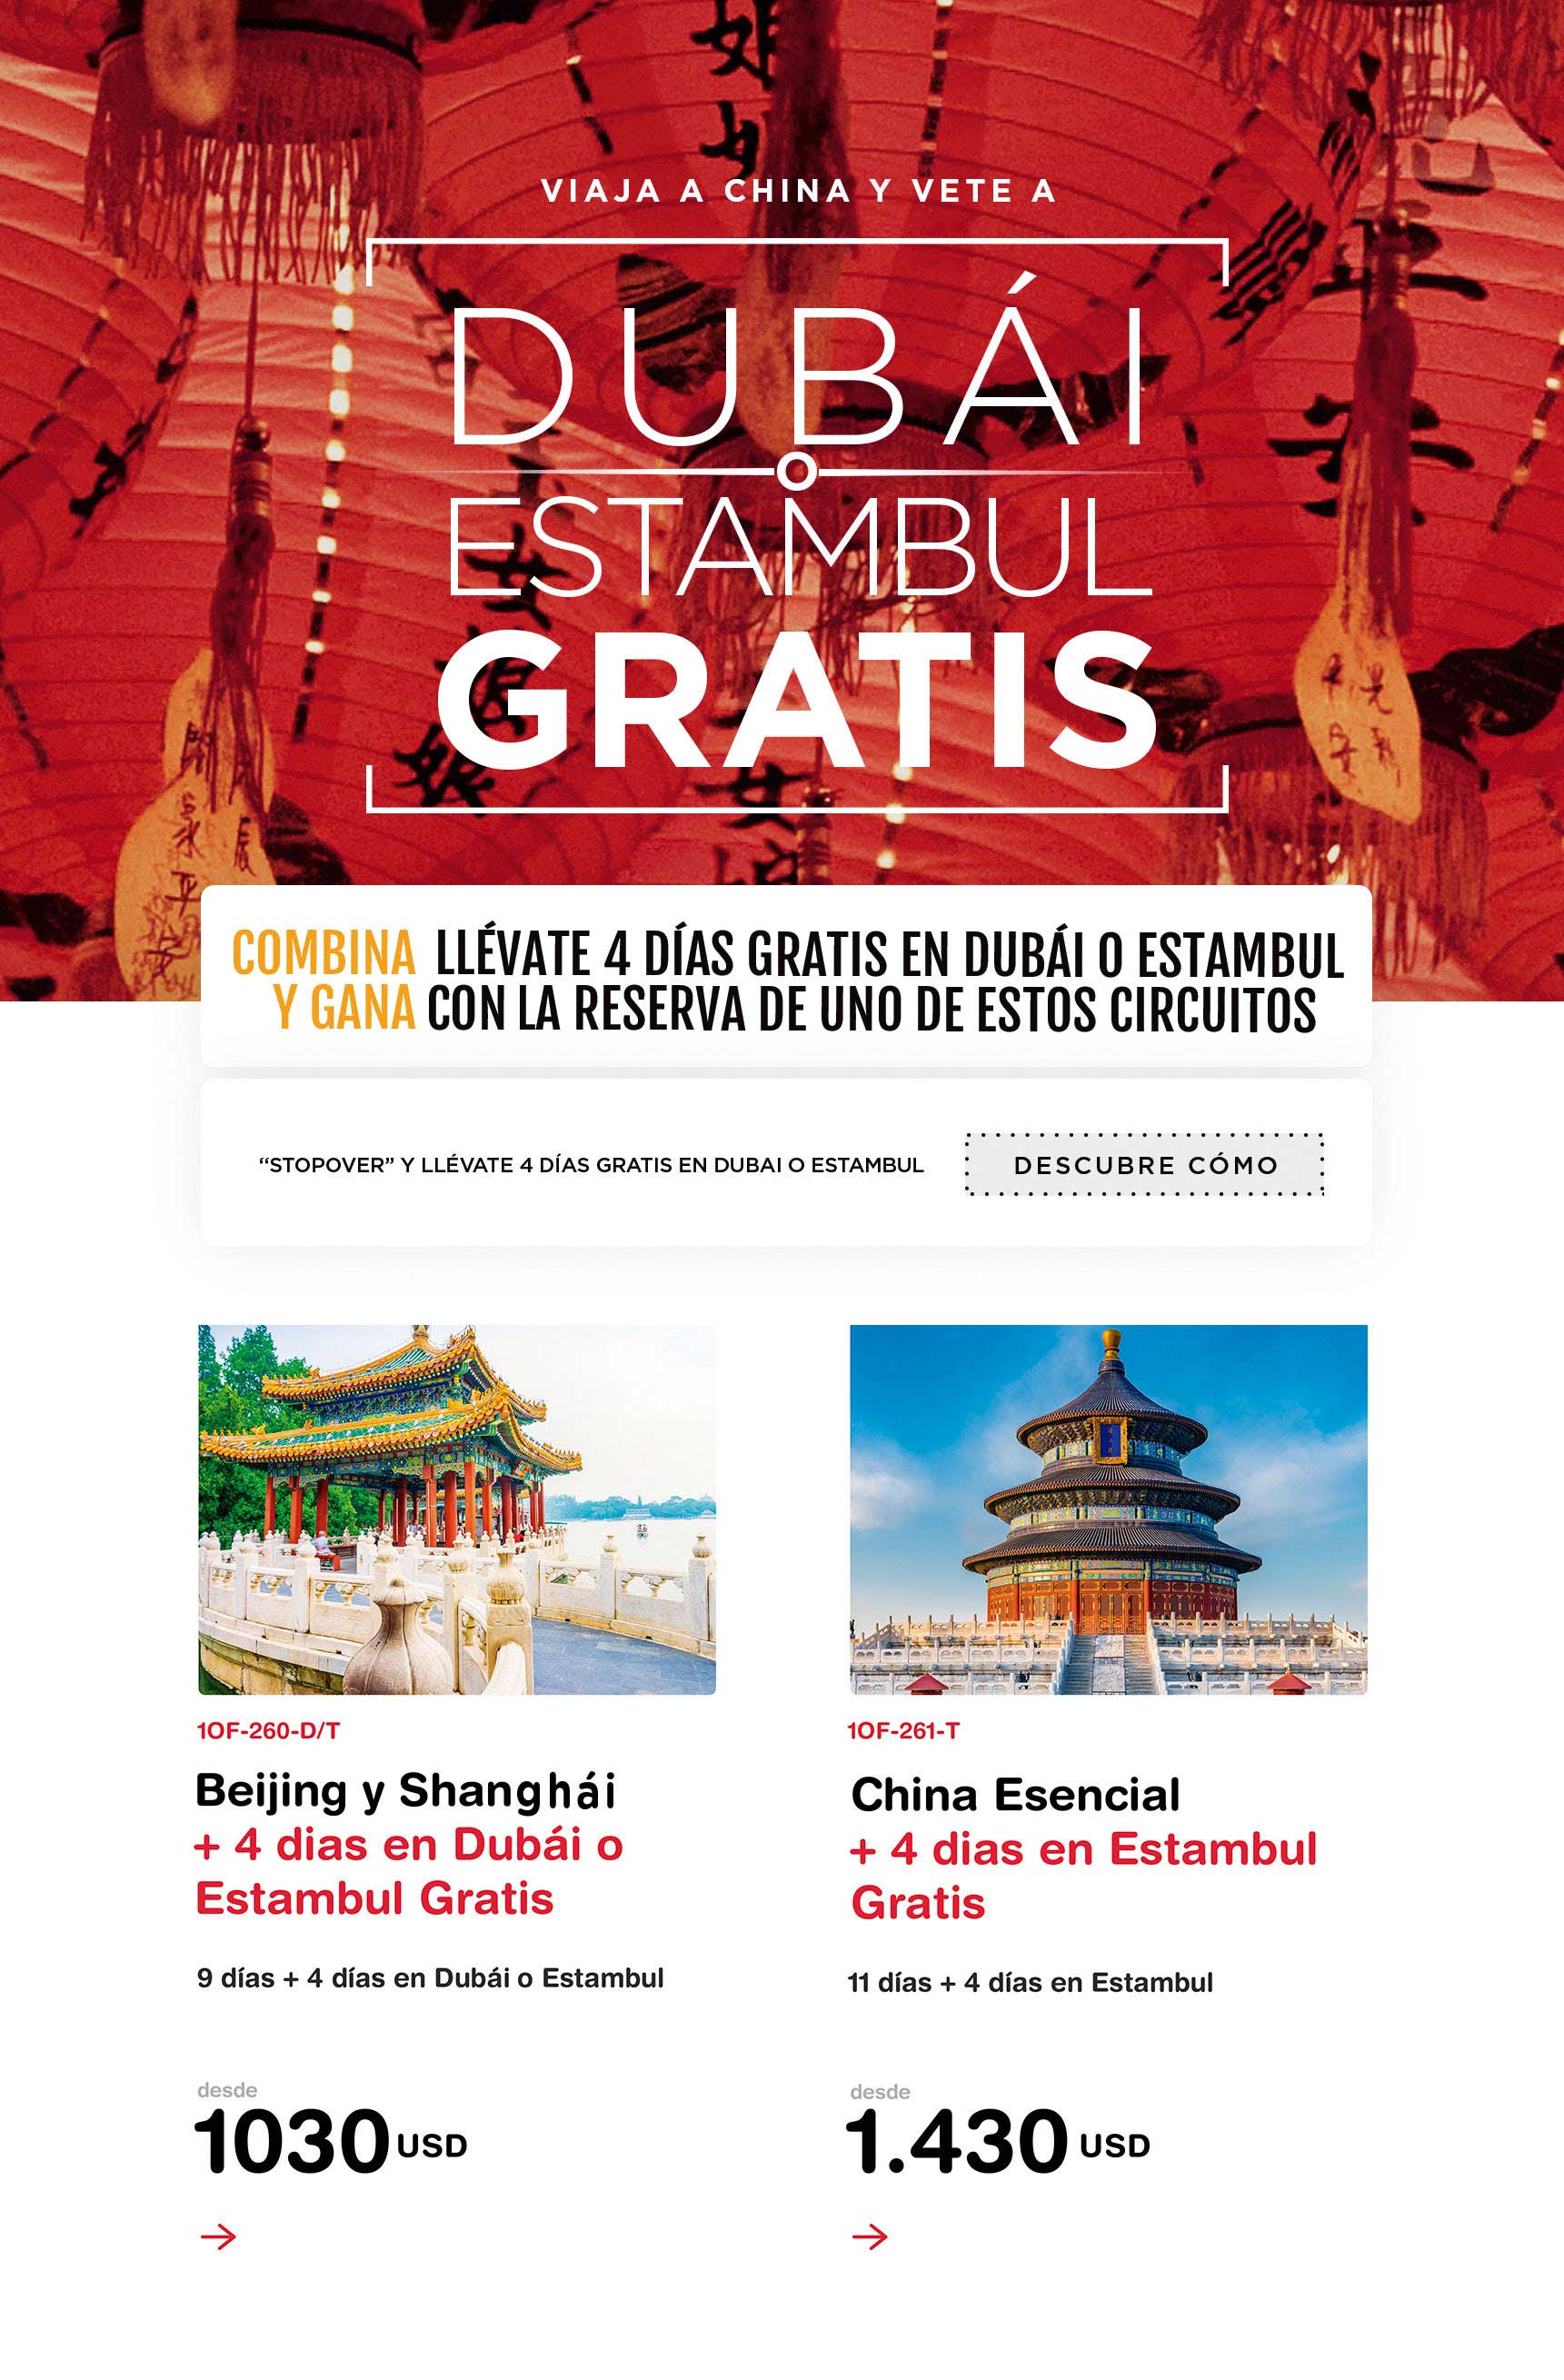 VIAJA A CHINA Y VETE A
DUBÁI
O
ESTAMBUL
GRATIS
COMBINA LLÉVATE 4 DÍAS GRATIS EN DUBÁI O ESTAMBUL
Y GANA CON LA RESERVA DE UNO DE ESTOS CIRCUITOS
“STOPOVER” Y LLÉVATE 4 DÍAS GRATIS EN DUBAI O ESTAMBUL
DESCUBRE CÓMO
1OF-260-D/T
Beijing y Shanghái
+ 4 dias en Dubái o
Estambul Gratis
9 días + 4 días en Dubái o Estambul
desde
1030 USD
1OF-261-T
China Esencial
+ 4 dias en Estambul
Gratis
11 días + 4 días en Estambul
desde
1.430 USD